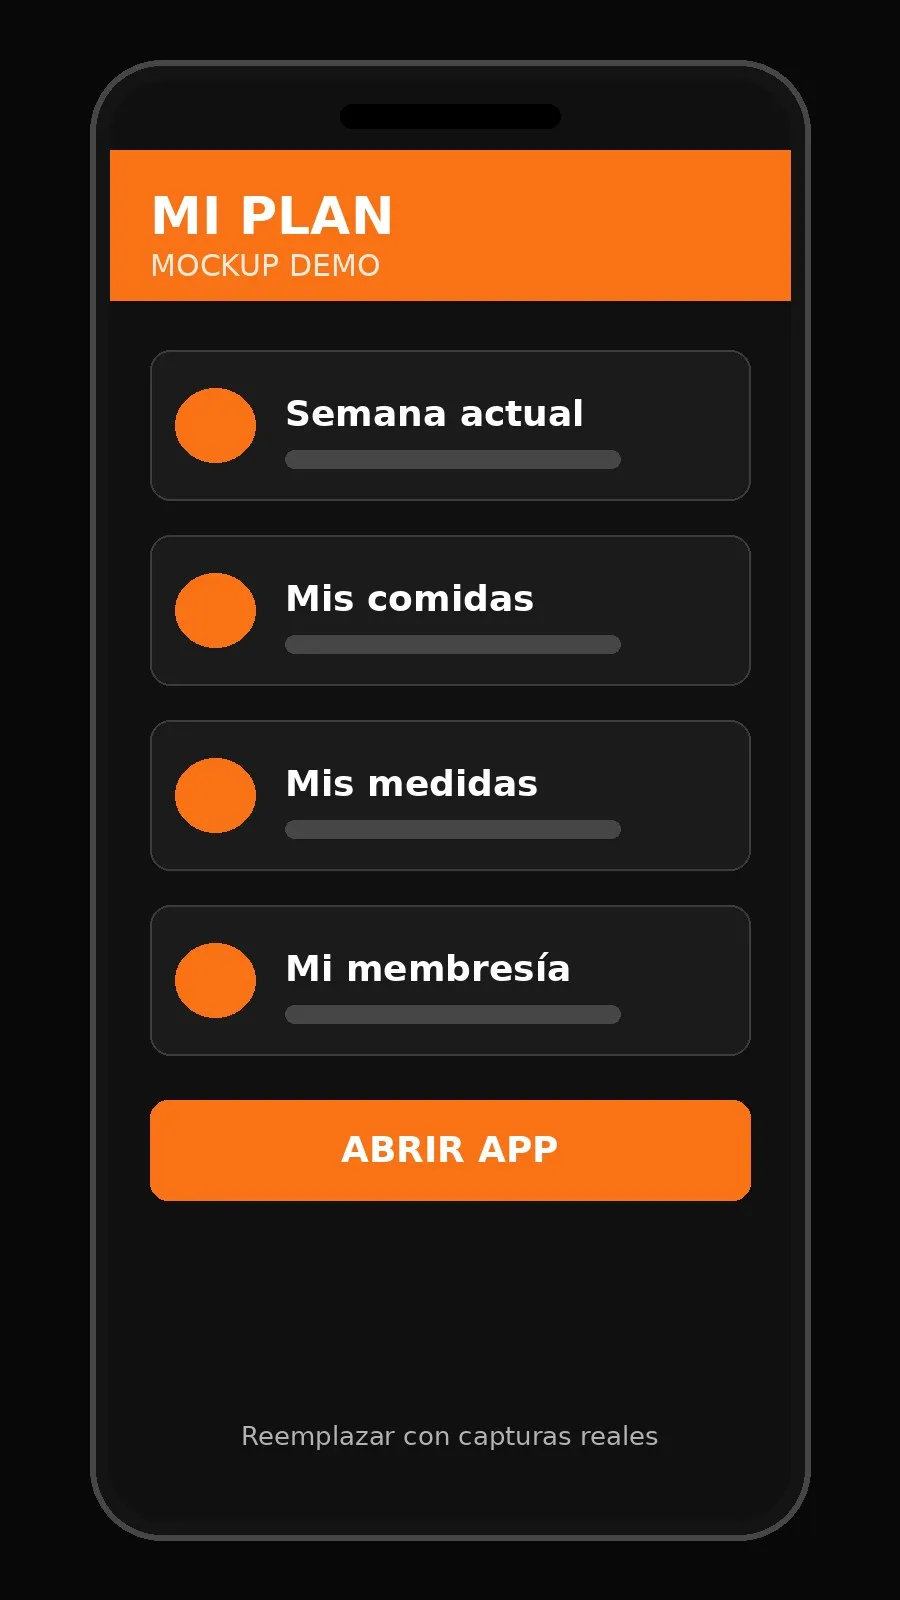 MI PLAN
MOCKUP DEMO
Semana actual
Mis comidas
Mis medidas
Mi membresía
ABRIR APP
Reemplazar con capturas reales